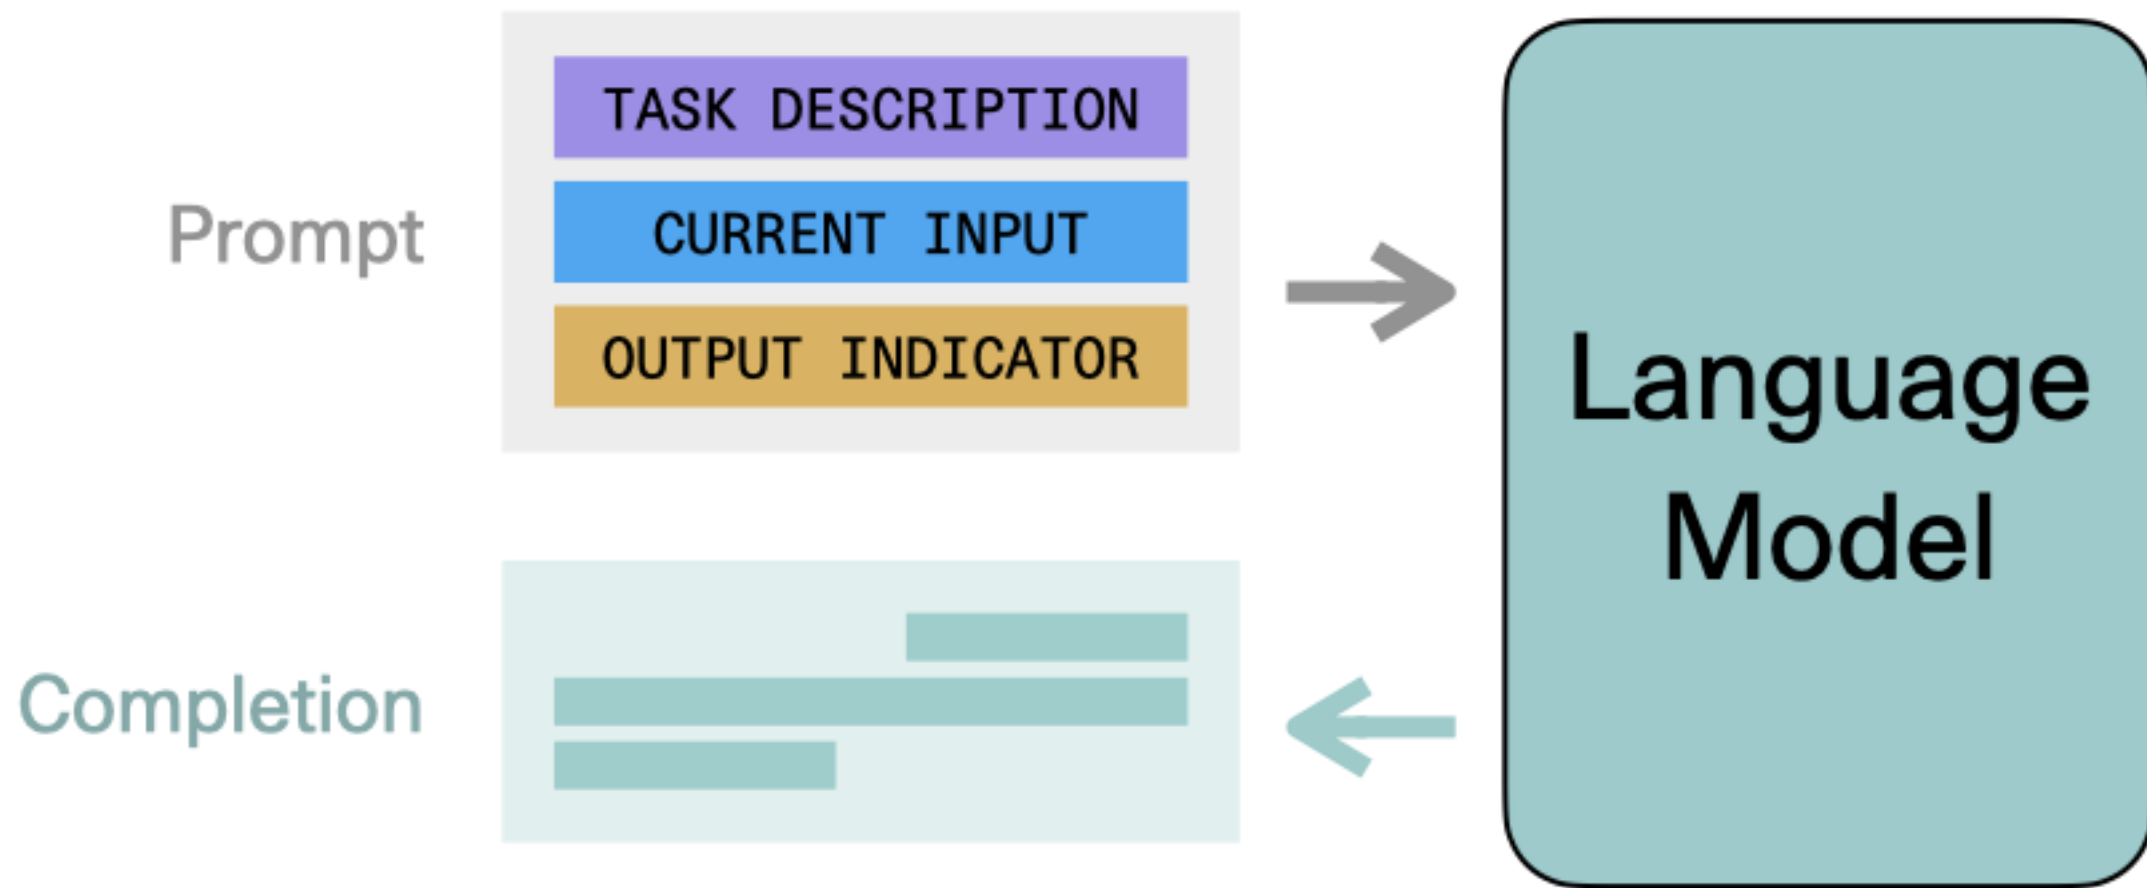 Prompt
TASK DESCRIPTION
CURRENT INPUT
OUTPUT INDICATOR
Language
Model
Completion